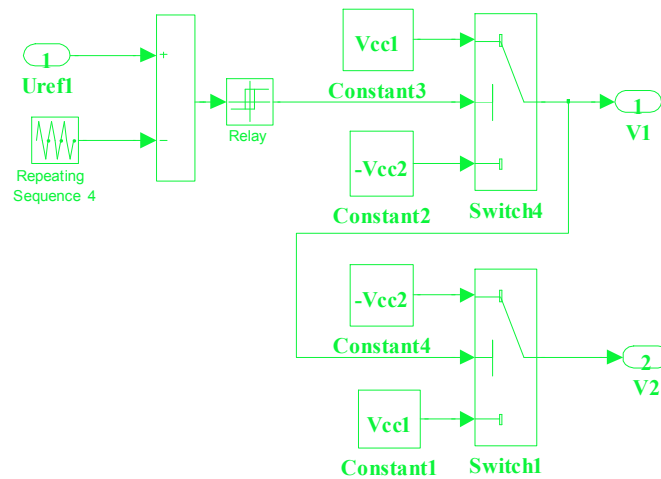 1
Uref1
+
−
Repeating
Sequence 4
Relay
Vcc1
Constant3
-Vcc2
Constant2
Switch4
1
V1
-Vcc2
Constant4
Vcc1
Constant1
Switch1
2
V2